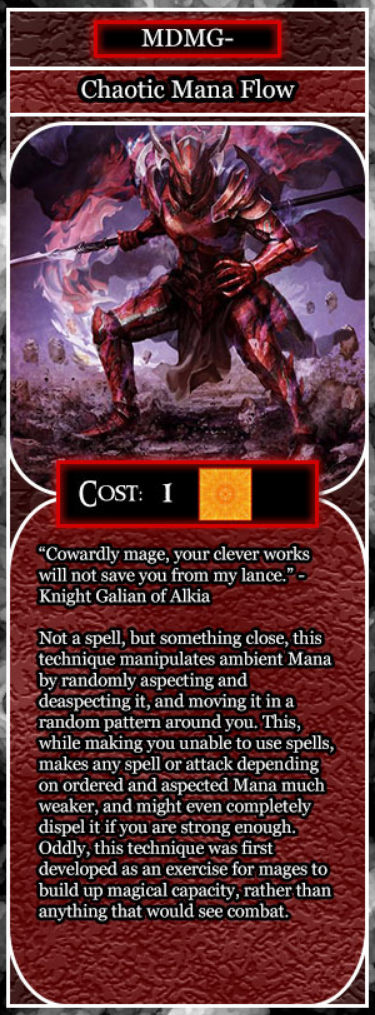 MDMG-
Chaotic Mana Flow
Cost: 1
“Cowardly mage, your clever works
will not save you from my lance.” -
Knight Galian of Alkia
Not a spell, but something close, this
technique manipulates ambient Mana
by randomly aspecting and
deaspecting it, and moving it in a
random pattern around you. This,
while making you unable to use spells,
makes any spell or attack depending
on ordered and aspected Mana much
weaker, and might even completely
dispel it if you are strong enough.
Oddly, this technique was first
developed as an exercise for mages to
build up magical capacity, rather than
anything that would see combat.